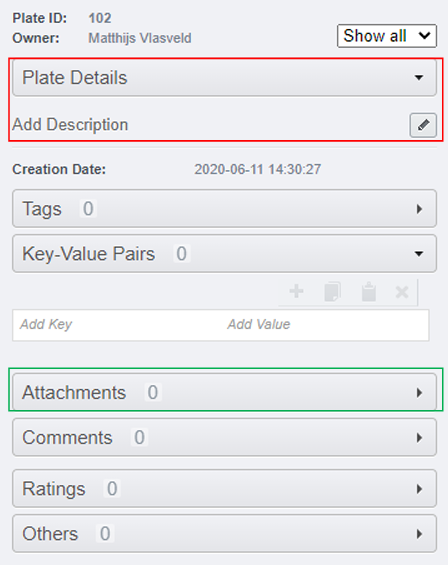 Plate ID: 102
Owner: Matthijs Vlasveld
Show all
Plate Details
Add Description
Creation Date: 2020-06-11 14:30:27
Tags 0
Key-Value Pairs 0
Add Key Add Value
Attachments 0
Comments 0
Ratings 0
Others 0